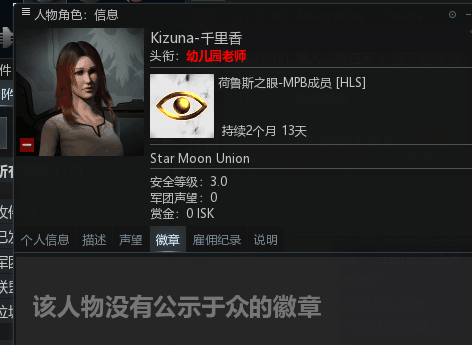 人物角色：信息
Kizuna-千里香
头衔：幼儿园老师
荷鲁斯之眼-MPB成员 [HLS]
持续2个月 13天
Star Moon Union
安全等级：3.0
军团声望：0
赏金：0 ISK
个人信息 描述 声望 徽章 雇佣纪录 说明
该人物没有公示于众的徽章
件
附